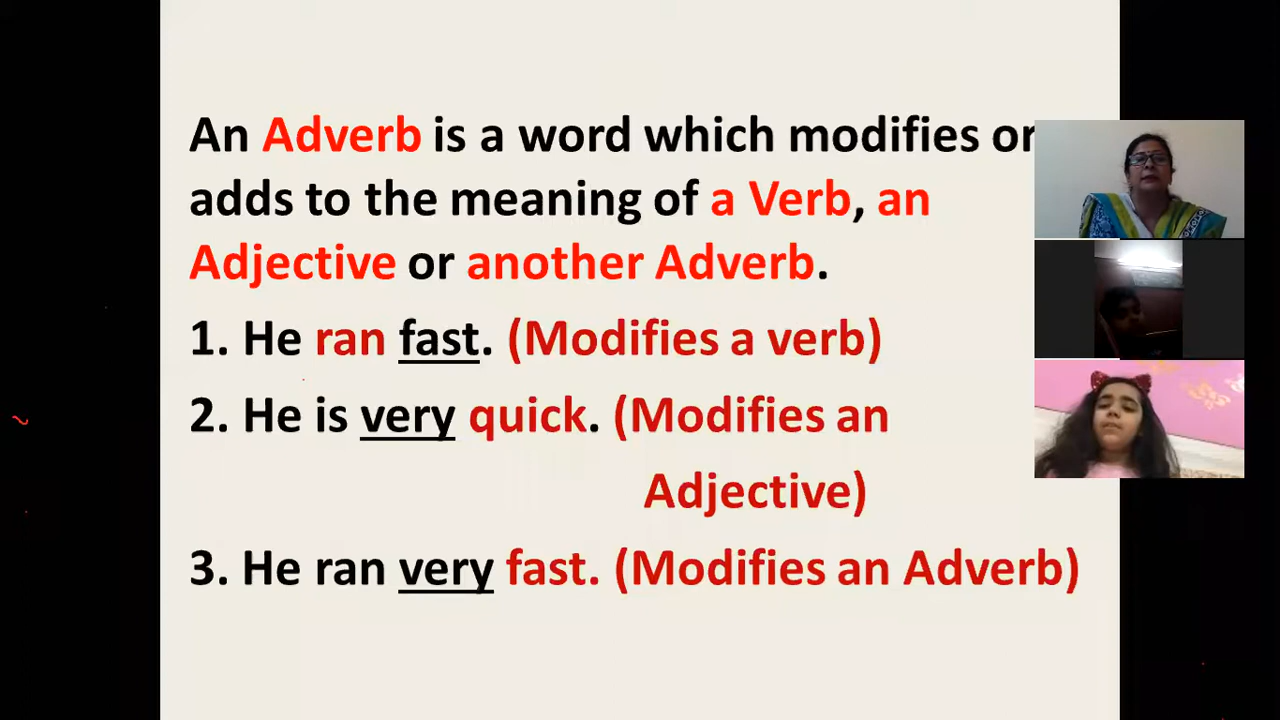 An Adverb is a word which modifies or
adds to the meaning of a Verb, an
Adjective or another Adverb.
1. He ran fast. (Modifies a verb)
2. He is very quick. (Modifies an
Adjective)
3. He ran very fast. (Modifies an Adverb)